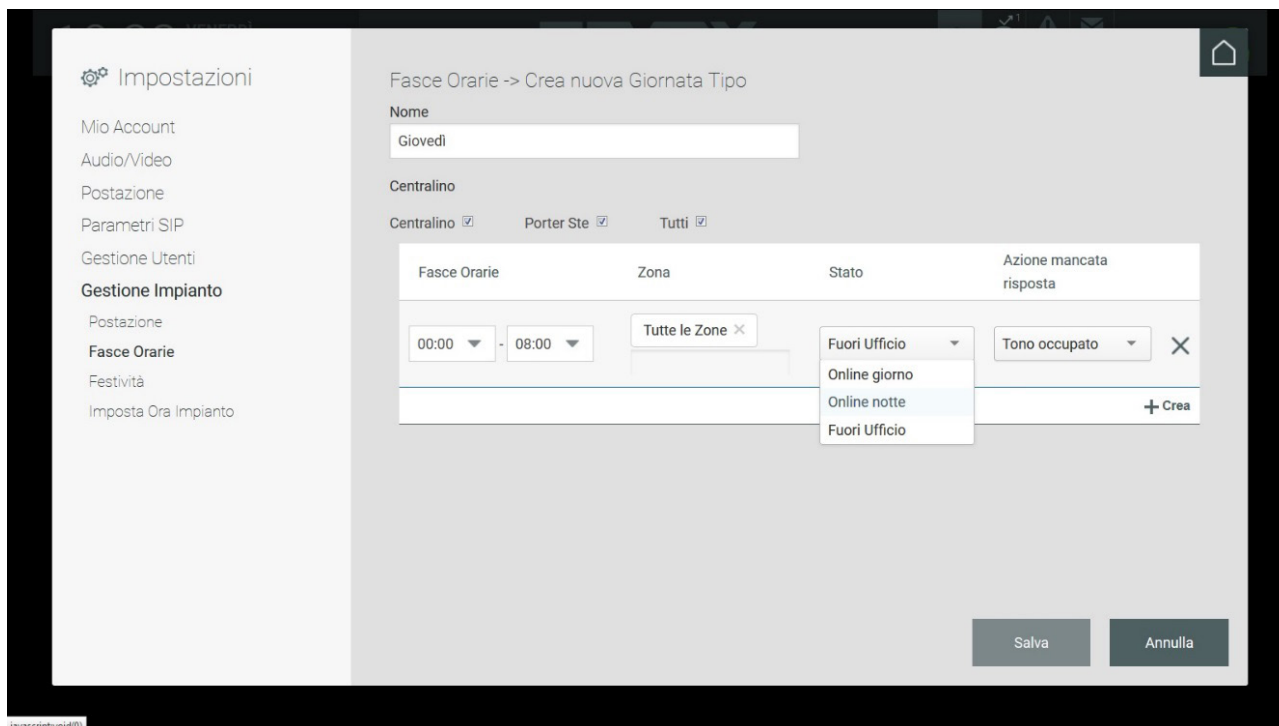 Impostazioni
Mio Account
Audio/Video
Postazione
Parametri SIP
Gestione Utenti
Gestione Impianto
Postazione
Fasce Orarie
Festività
Imposta Ora Impianto
Fasce Orarie -> Crea nuova Giornata Tipo
Nome
Giovedì
Centralino
Centralino Porter Ste Tutti
Fasce Orarie Zona Stato Azione mancata
risposta
00:00 - 08:00 Tutte le Zone Fuori Ufficio Tono occupato
Online giorno
Online notte
Fuori Ufficio
Crea
Salva Annulla